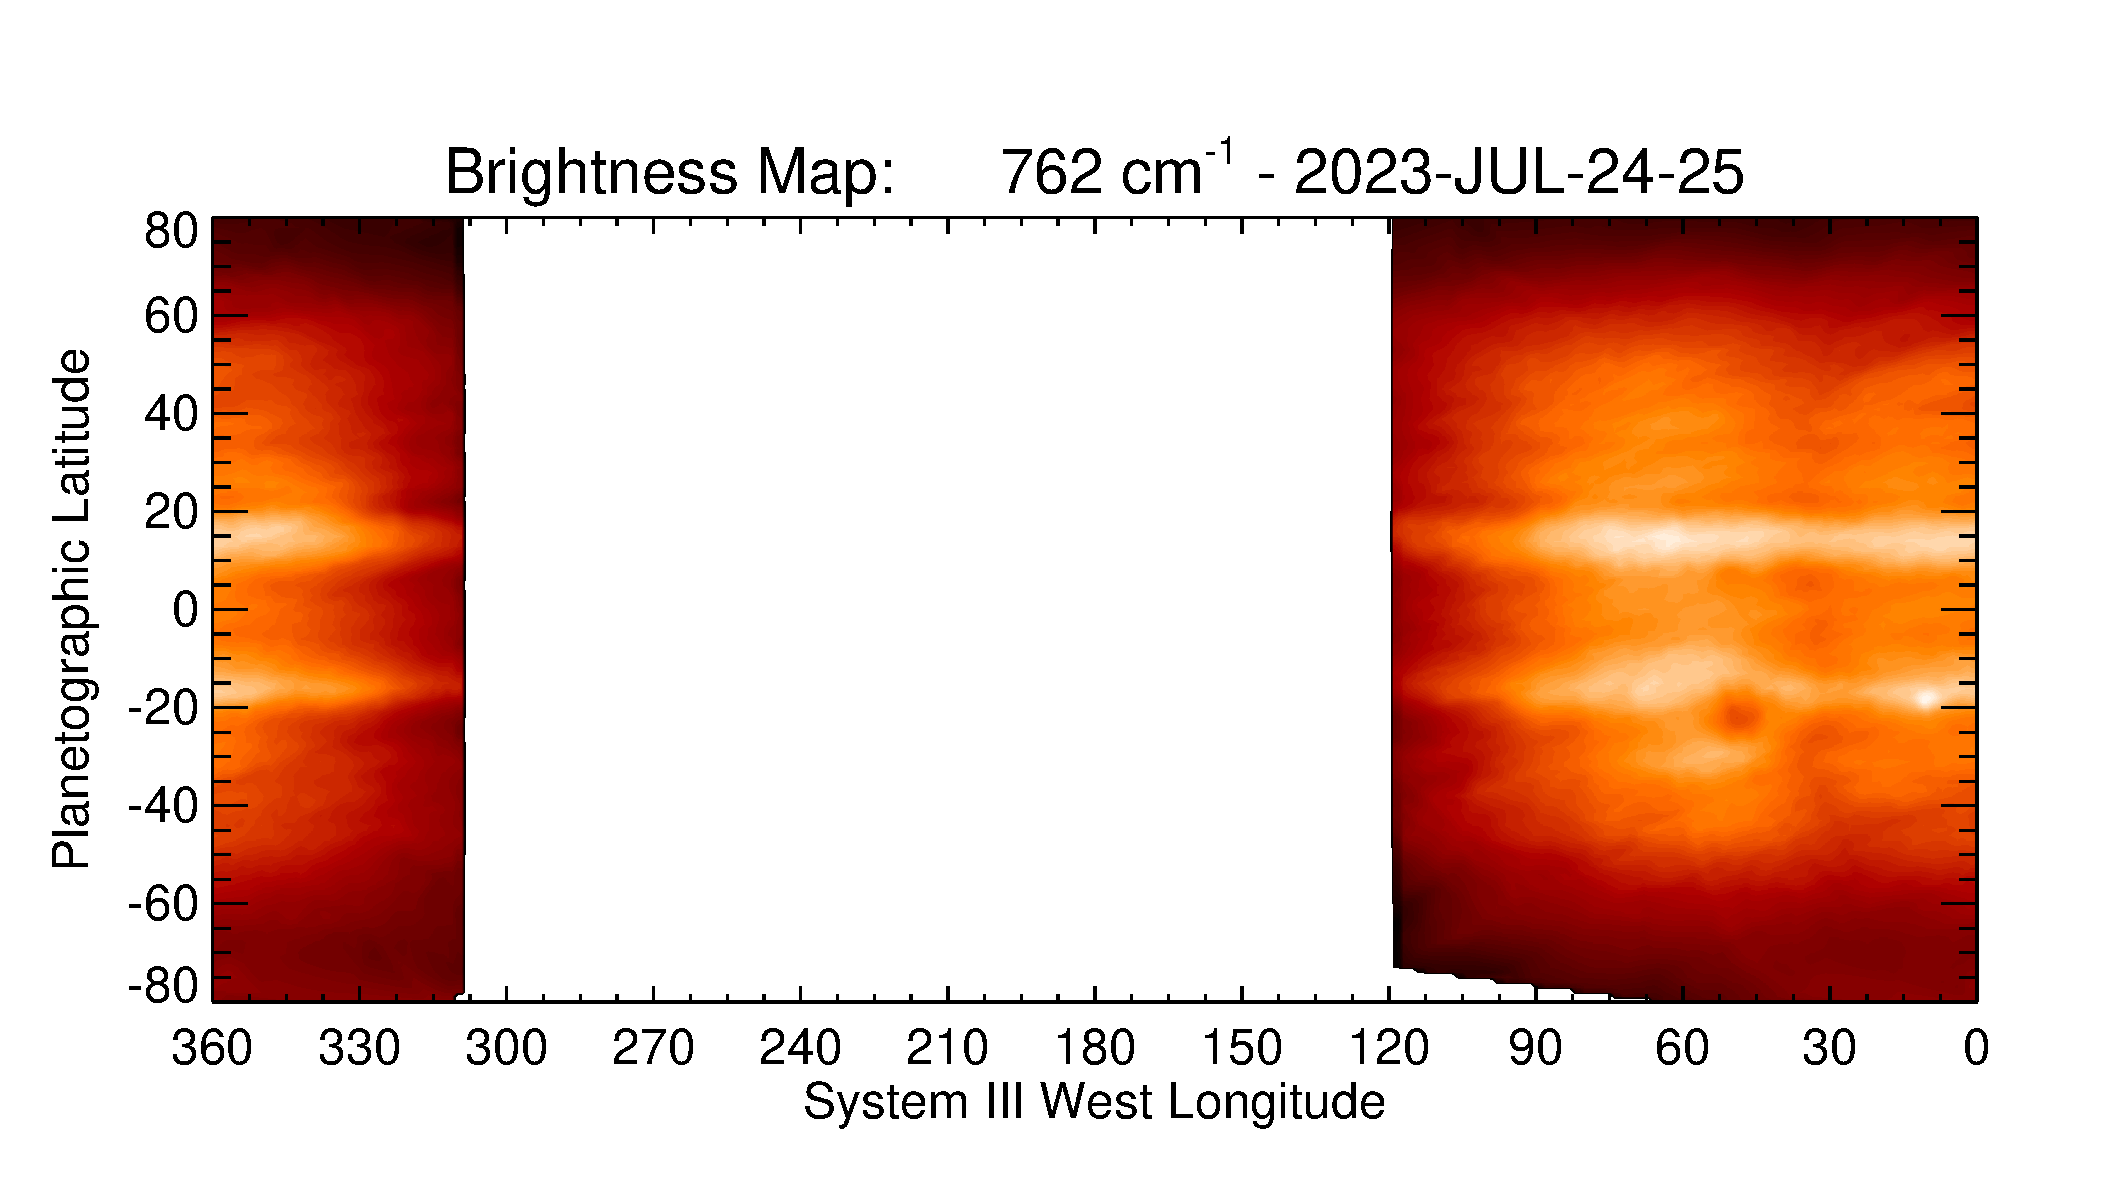 Brightness Map: 762 cm-1 - 2023-JUL-24-25
80
60
40
20
0
-20
-40
-60
-80
Planetographic Latitude
360 330 300 270 240 210 180 150 120 90 60 30 0
System III West Longitude